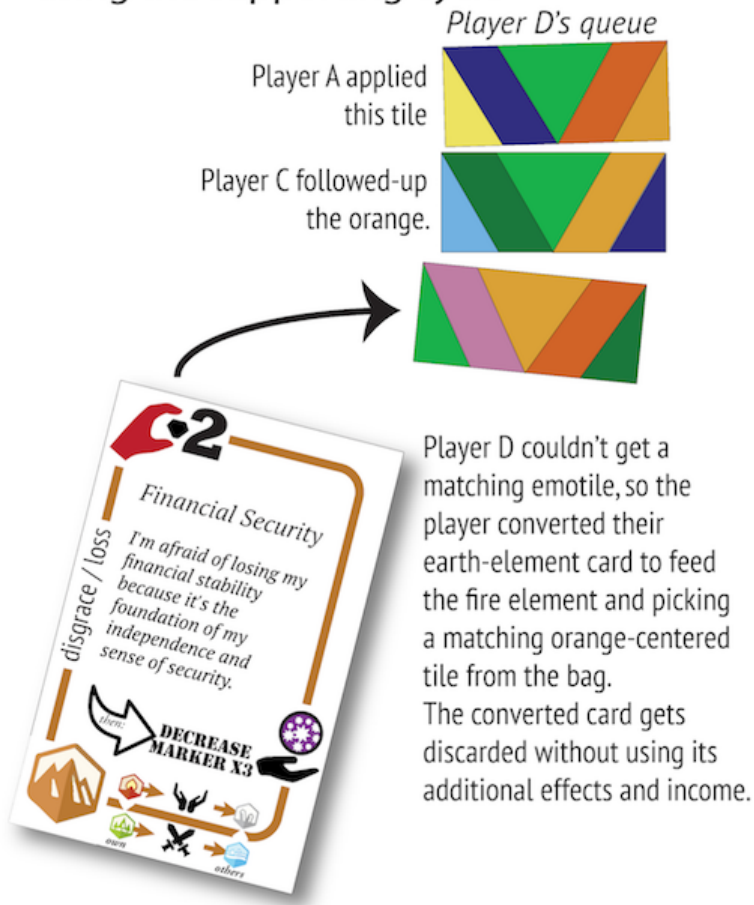 Player D's queue
Player A applied
this tile
Player C followed-up
the orange.
-2
Financial Security
I'm afraid of losing my
financial stability
because it's the
foundation of my
independence and
sense of security.
disgrace / loss
then:
DECREASE
MARKER X3
own
others
Player D couldn't get a
matching emotile, so the
player converted their
earth-element card to feed
the fire element and picking
a matching orange-centered
tile from the bag.
The converted card gets
discarded without using its
additional effects and income.